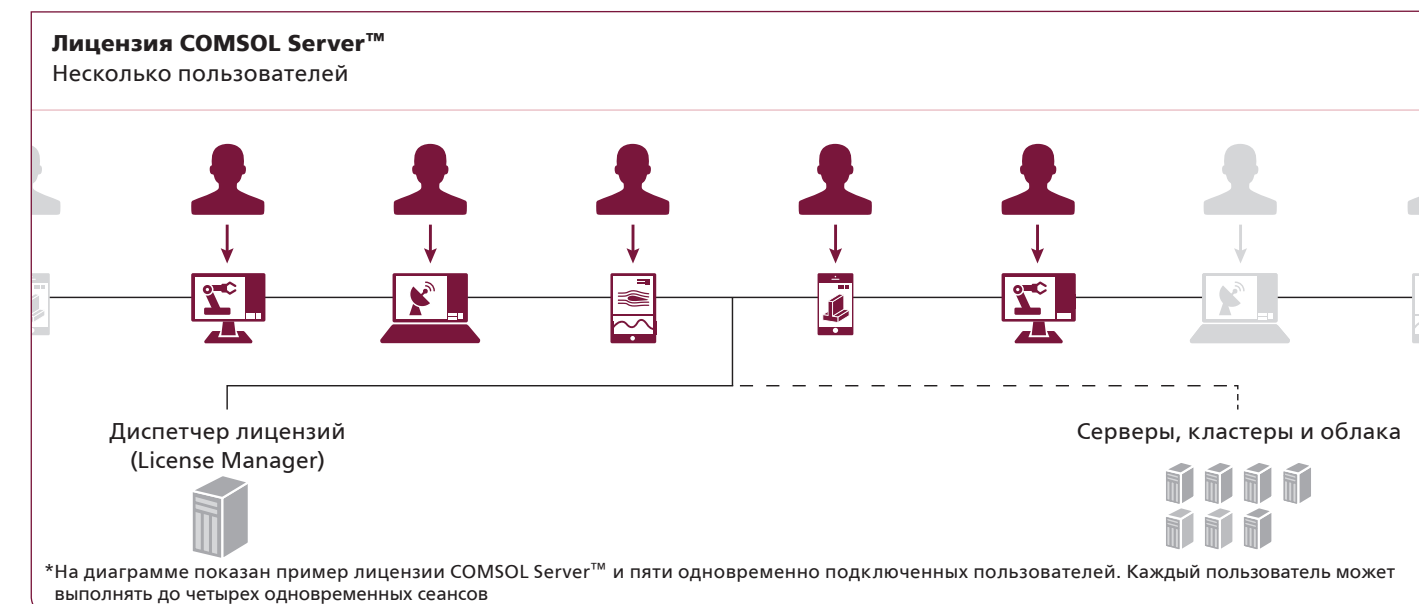 Лицензия COMSOL Server™
Несколько пользователей
Диспетчер лицензий
(License Manager)
Серверы, кластеры и облака
*На диаграмме показан пример лицензии COMSOL Server™ и пяти одновременно подключенных пользователей. Каждый пользователь может
выполнять до четырех одновременных сеансов